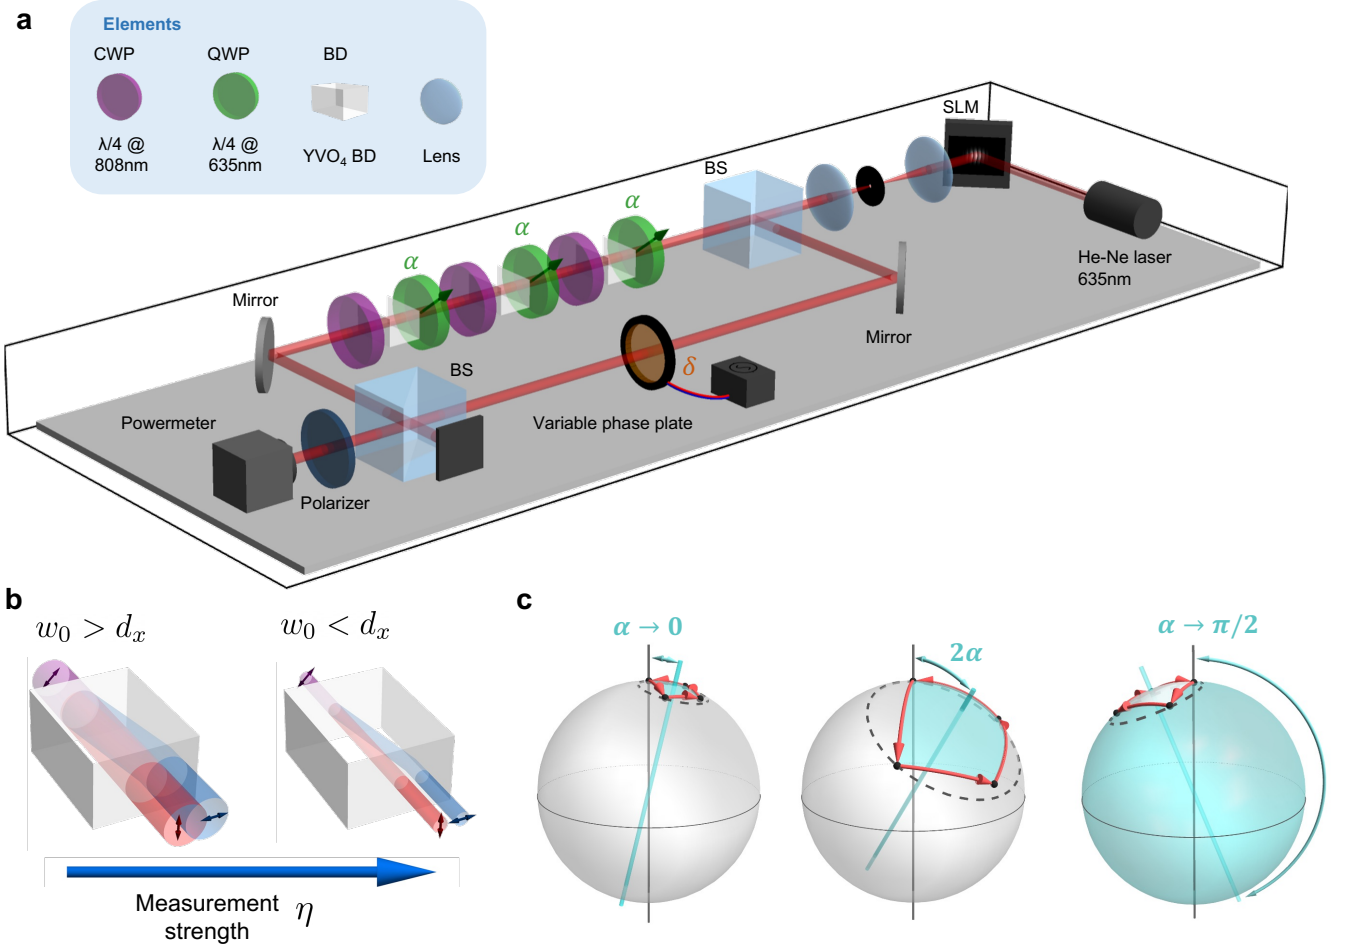 a
Elements
CWP
QWP
BD
λ/4 @
808nm
λ/4 @
635nm
YVO₄ BD
Lens
SLM
BS
α
α
α
He-Ne laser
635nm
Mirror
Mirror
BS
δ
Powermeter
Variable phase plate
Polarizer
b
w₀ > dₓ
w₀ < dₓ
Measurement
strength η
c
α → 0
2α
α → π/2